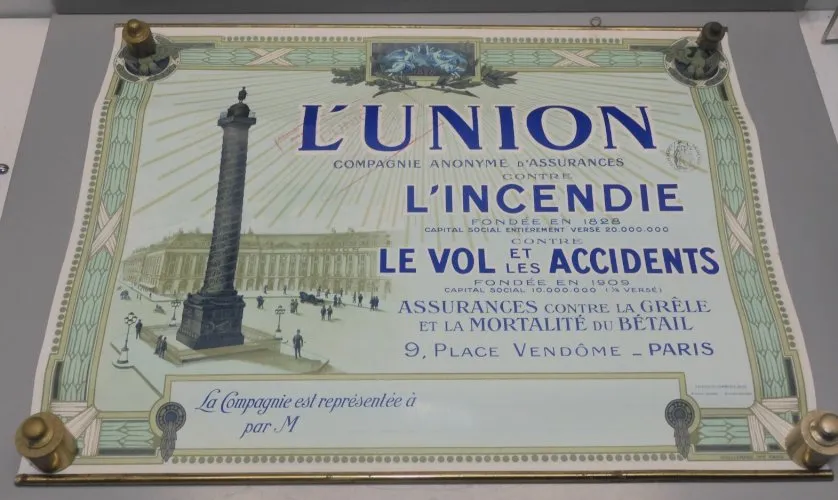 L'UNION
COMPAGNIE ANONYME D'ASSURANCES
CONTRE
L'INCENDIE
FONDÉE EN 1828
CAPITAL SOCIAL ENTIÈREMENT VERSÉ 20.000.000
CONTRE
LE VOL ET LES ACCIDENTS
FONDÉE EN 1909
CAPITAL SOCIAL 10.000.000 (¼ VERSÉ)
ASSURANCES CONTRE LA GRÊLE
ET LA MORTALITÉ DU BÉTAIL
9, PLACE VENDÔME _ PARIS
La Compagnie est représentée à
par M